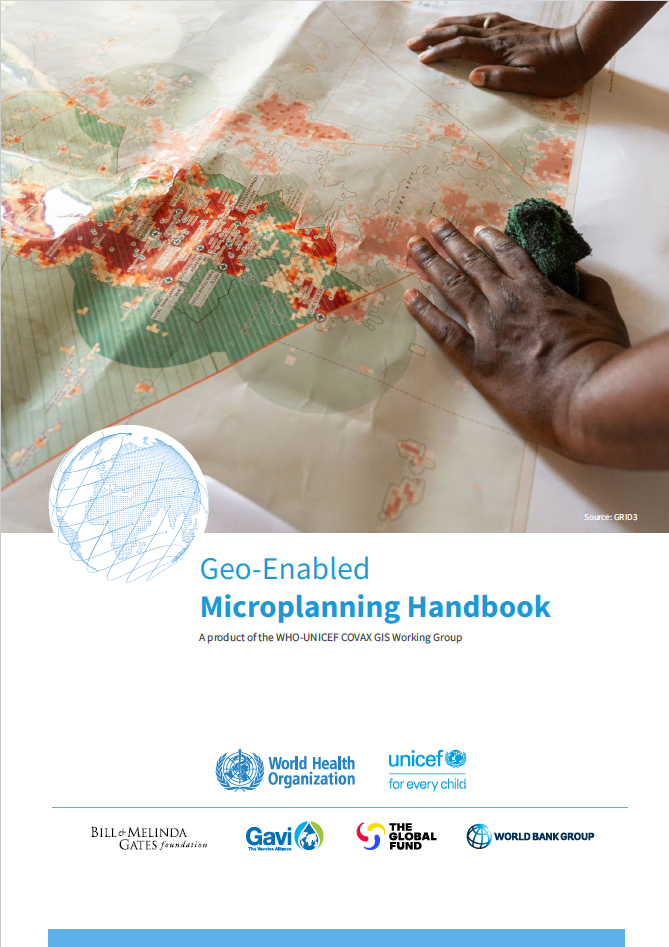 Source: GRID3
Geo-Enabled
Microplanning Handbook
A product of the WHO-UNICEF COVAX GIS Working Group
World Health
Organization
unicef
for every child
BILL & MELINDA
GATES foundation
Gavi
The Vaccine Alliance
THE
GLOBAL
FUND
WORLD BANK GROUP